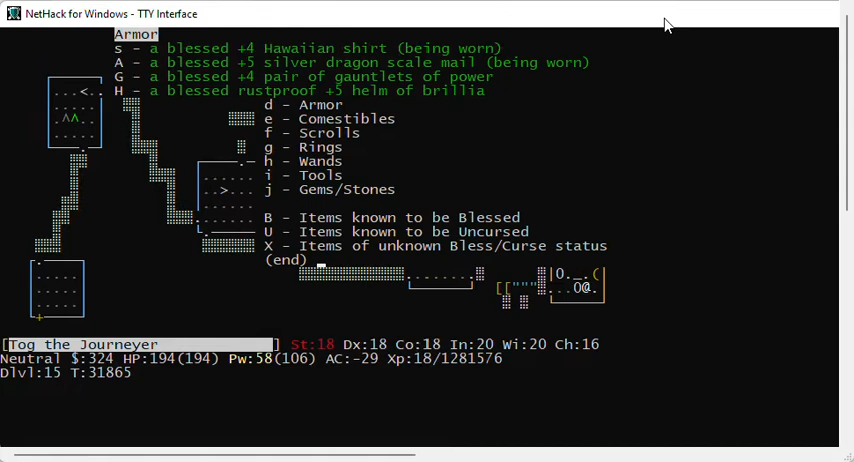 NetHack for Windows - TTY Interface
Armor
s - a blessed +4 Hawaiian shirt (being worn)
A - a blessed +5 silver dragon scale mail (being worn)
G - a blessed +4 pair of gauntlets of power
H - a blessed rustproof +5 helm of brillia
d - Armor
e - Comestibles
f - Scrolls
g - Rings
h - Wands
i - Tools
j - Gems/Stones
B - Items known to be Blessed
U - Items known to be Uncursed
X - Items of unknown Bless/Curse status
(end)
[Tog the Journeyer ] St:18 Dx:18 Co:18 In:20 Wi:20 Ch:16
Neutral $:324 HP:194(194) Pw:58(106) AC:-29 Xp:18/1281576
Dlvl:15 T:31865